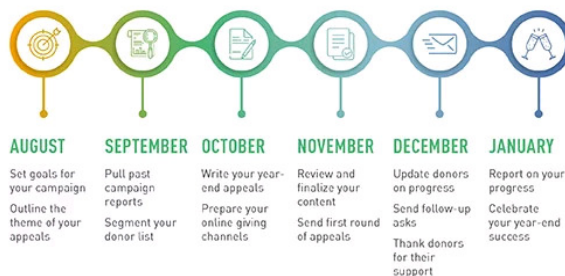 AUGUST
Set goals for
your campaign
Outline the
theme of your
appeals
SEPTEMBER
Pull past
campaign
reports
Segment your
donor list
OCTOBER
Write your year-
end appeals
Prepare your
online giving
channels
NOVEMBER
Review and
finalize your
content
Send first round
of appeals
DECEMBER
Update donors
on progress
Send follow-up
asks
Thank donors
for their
support
JANUARY
Report on your
progress
Celebrate
your year-end
success